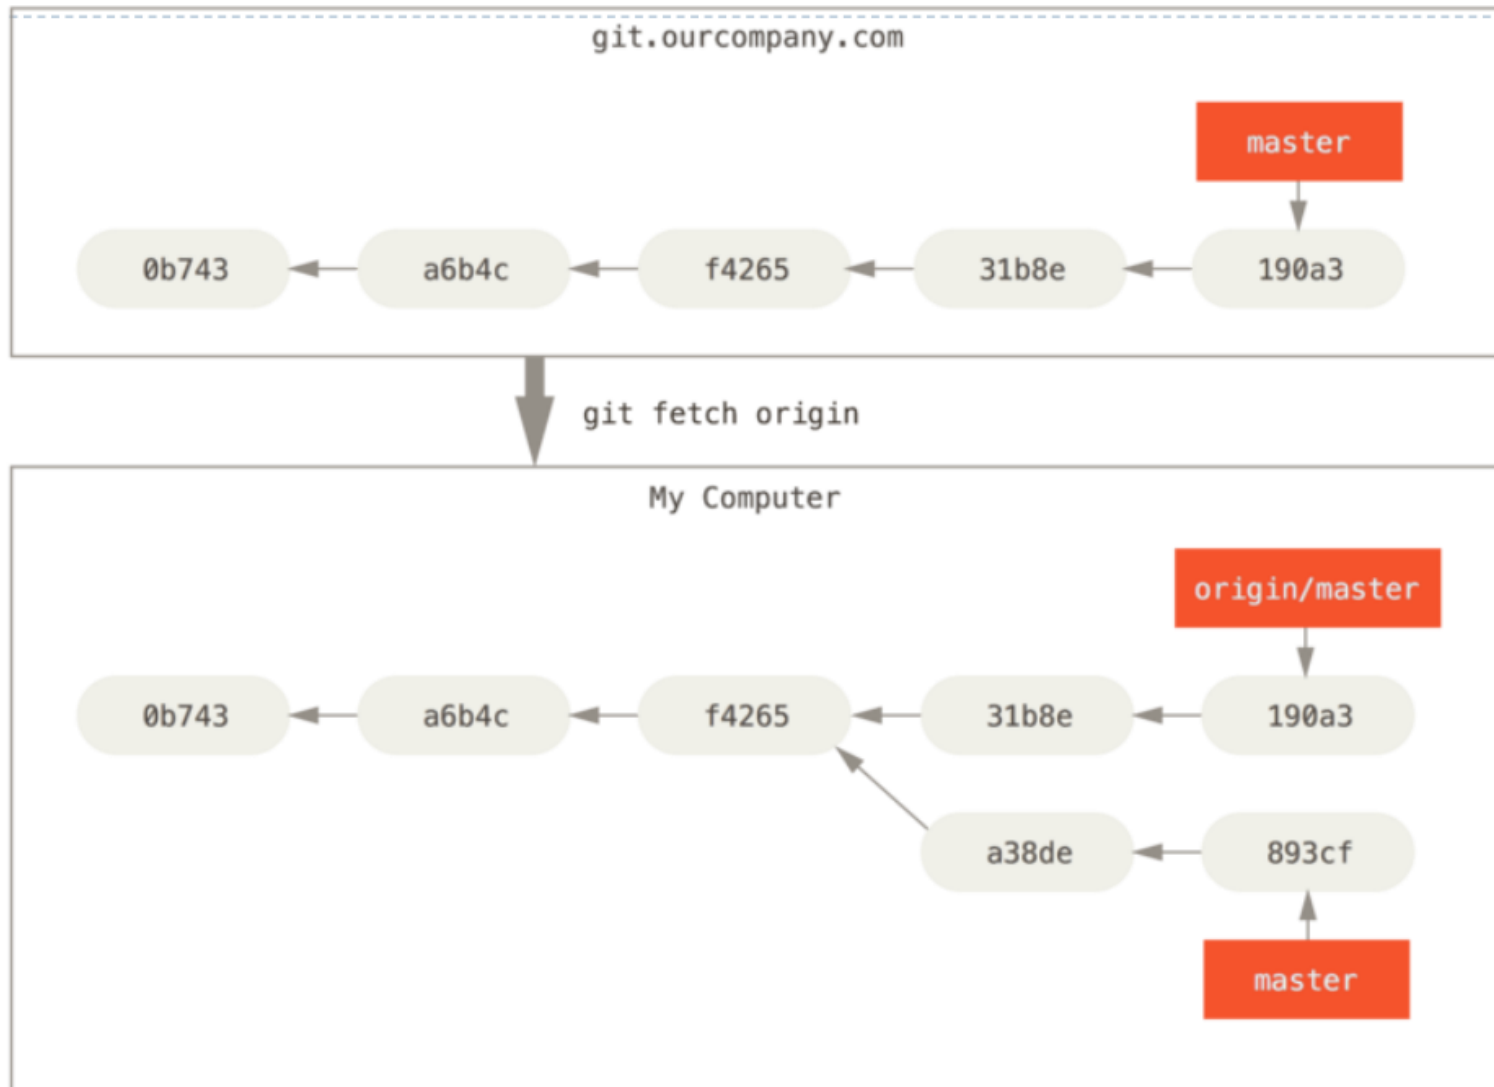 git.ourcompany.com
master
0b743 a6b4c f4265 31b8e 190a3
git fetch origin
My Computer
origin/master
0b743 a6b4c f4265 31b8e 190a3
a38de 893cf
master